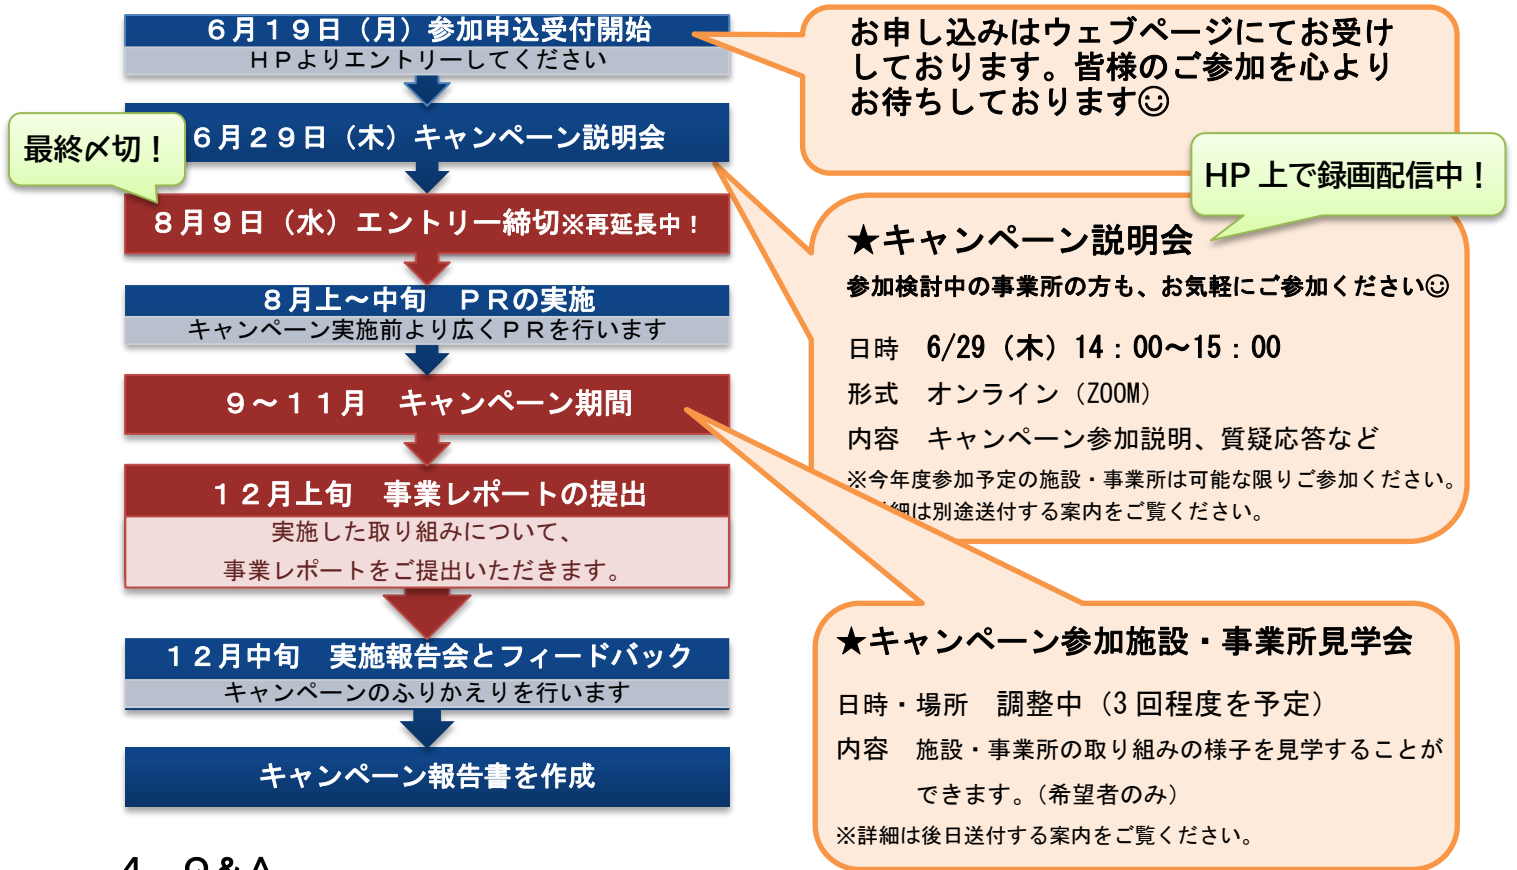 ６月１９日（月）参加申込受付開始
ＨＰよりエントリーしてください
６月２９日（木）キャンペーン説明会
最終〆切！
８月９日（水）エントリー締切※再延長中！
８月上～中旬　ＰＲの実施
キャンペーン実施前より広くＰＲを行います
９～１１月　キャンペーン期間
１２月上旬　事業レポートの提出
実施した取り組みについて、
事業レポートをご提出いただきます。
１２月中旬　実施報告会とフィードバック
キャンペーンのふりかえりを行います
キャンペーン報告書を作成
お申し込みはウェブページにてお受け
しております。皆様のご参加を心より
お待ちしております☺
HP 上で録画配信中！
★キャンペーン説明会
参加検討中の事業所の方も、お気軽にご参加ください☺
日時　6/29（木）14：00～15：00
形式　オンライン（ZOOM）
内容　キャンペーン参加説明、質疑応答など
※今年度参加予定の施設・事業所は可能な限りご参加ください。
細は別途送付する案内をご覧ください。
★キャンペーン参加施設・事業所見学会
日時・場所　調整中（3 回程度を予定）
内容　施設・事業所の取り組みの様子を見学することが
できます。（希望者のみ）
※詳細は後日送付する案内をご覧ください。
４　Ｑ＆Ａ